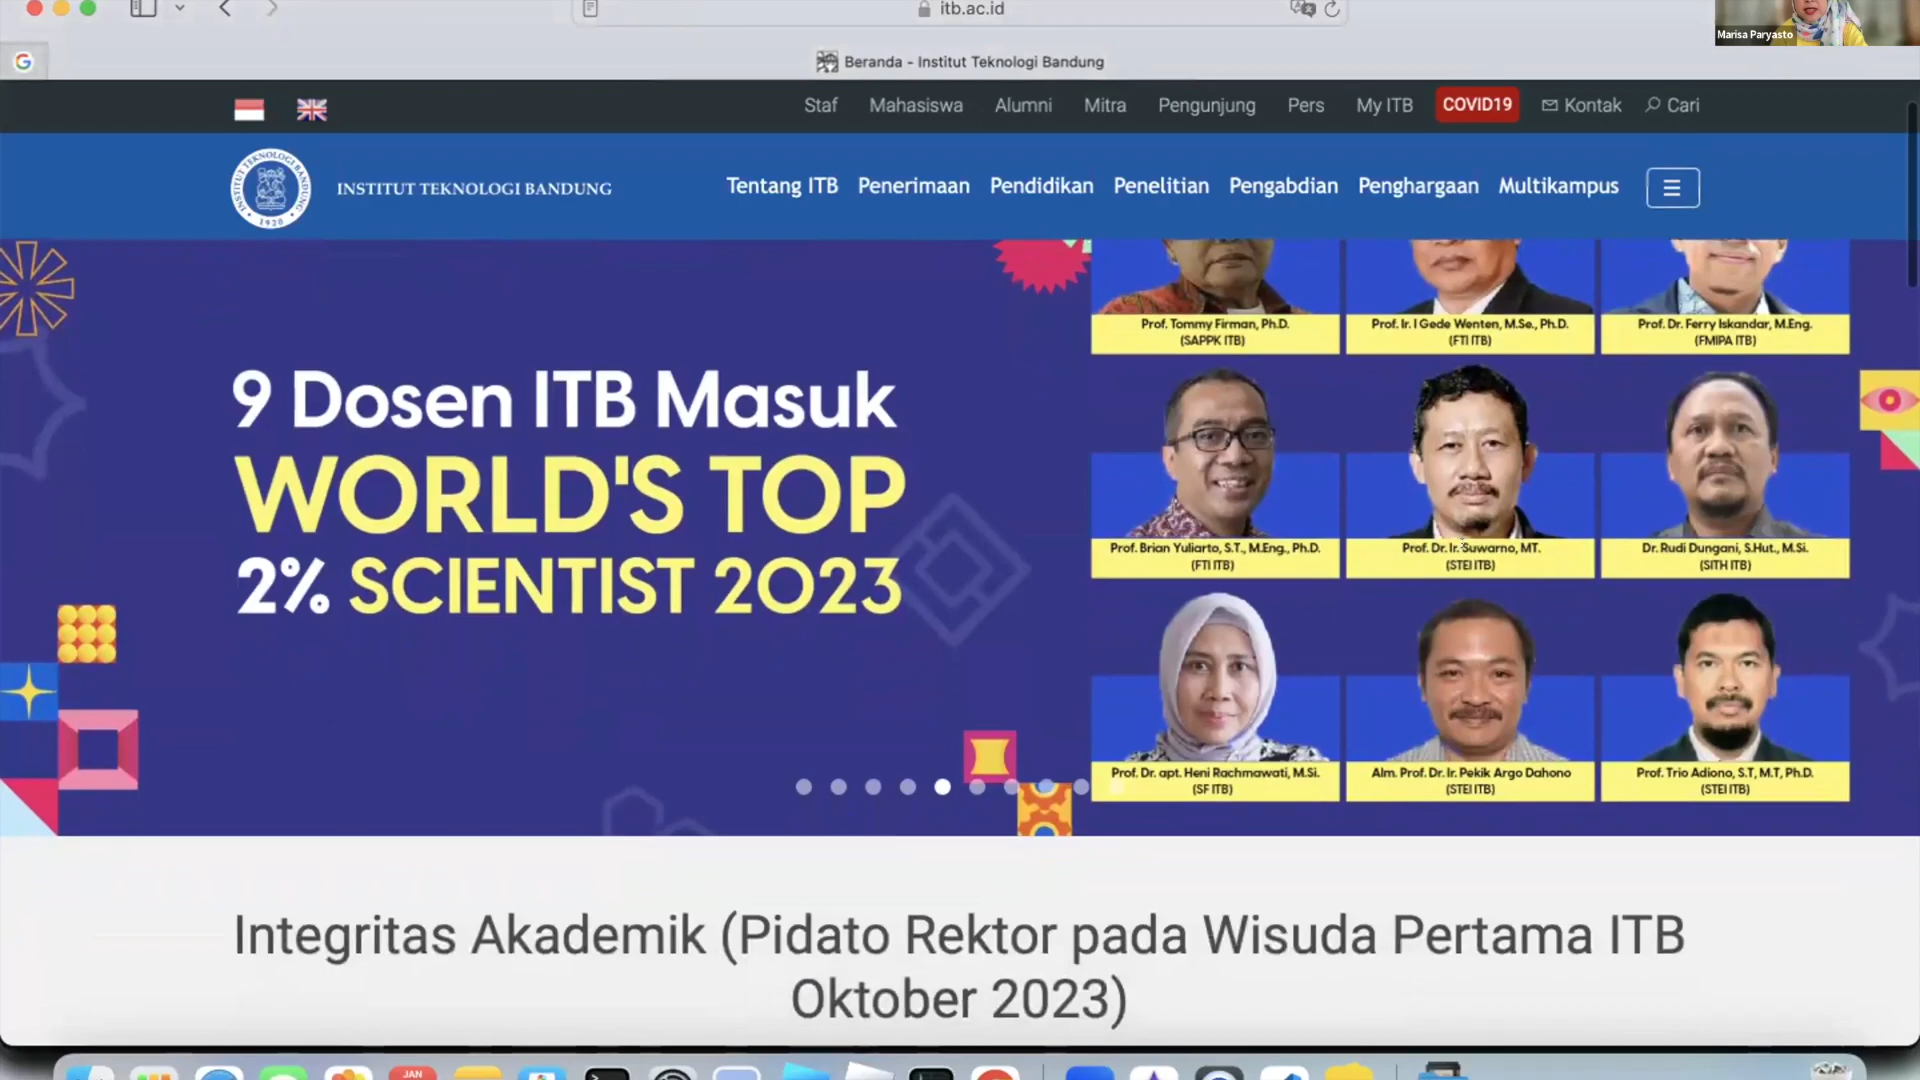 itb.ac.id
Marisa Paryasto
Beranda - Institut Teknologi Bandung
Staf Mahasiswa Alumni Mitra Pengunjung Pers My ITB COVID19 Kontak Cari
INSTITUT TEKNOLOGI BANDUNG
1920
INSTITUT TEKNOLOGI BANDUNG
Tentang ITB Penerimaan Pendidikan Penelitian Pengabdian Penghargaan Multikampus
9 Dosen ITB Masuk
WORLD'S TOP
2% SCIENTIST 2023
Prof. Tommy Firman, Ph.D.
(SAPPK ITB)
Prof. Ir. I Gede Wenten, M.Se., Ph.D.
(FTI ITB)
Prof. Dr. Ferry Iskandar, M.Eng.
(FMIPA ITB)
Prof. Brian Yuliarto, S.T., M.Eng., Ph.D.
(FTI ITB)
Prof. Dr. Ir. Suwarno, MT.
(STEI ITB)
Dr. Rudi Dungani, S.Hut., M.Si.
(SITH ITB)
Prof. Dr. apt. Heni Rachmawati, M.Si.
(SF ITB)
Alm. Prof. Dr. Ir. Pekik Argo Dahono
(STEI ITB)
Prof. Trio Adiono, S.T, M.T, Ph.D.
(STEI ITB)
Integritas Akademik (Pidato Rektor pada Wisuda Pertama ITB
Oktober 2023)
JAN